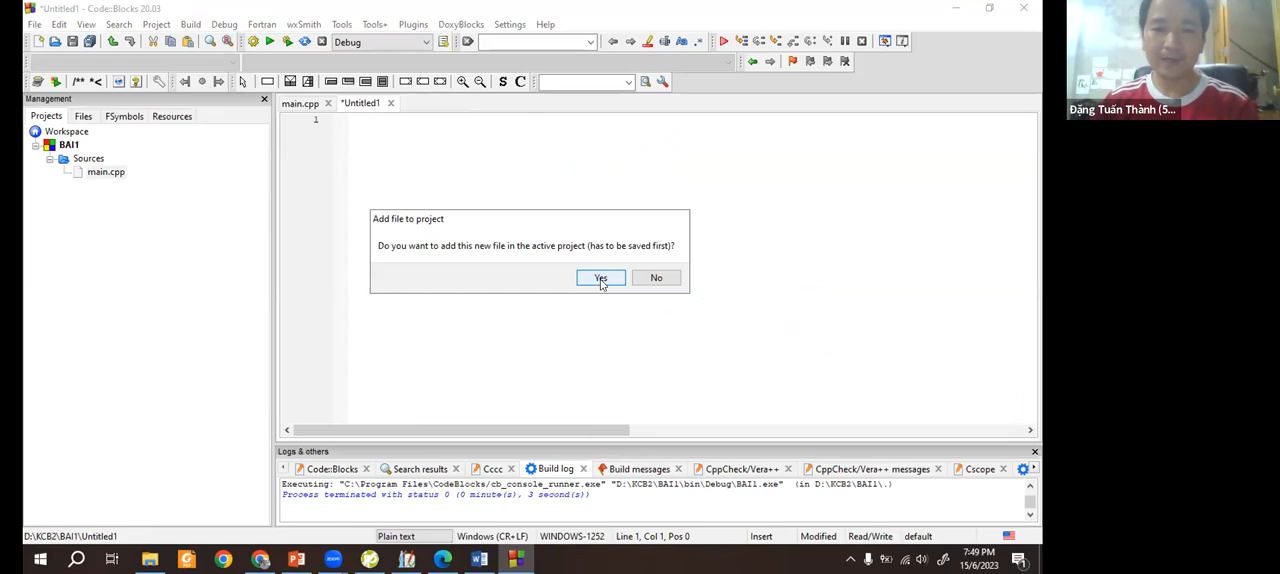 *Untitled1 - Code::Blocks 20.03
File Edit View Search Project Build Debug Fortran wxSmith Tools Tools+ Plugins DoxyBlocks Settings Help
Debug
/** *<
S C
Management
main.cpp *Untitled1
Projects Files FSymbols Resources
1
Workspace
BAI1
Sources
main.cpp
Add file to project
Do you want to add this new file in the active project (has to be saved first)?
Yes No
Logs & others
Code::Blocks Search results Cccc Build log Build messages CppCheck/Vera++ CppCheck/Vera++ messages Cscope
Executing: "C:\Program Files\CodeBlocks/cb_console_runner.exe" "D:\KCB2\BAI1\bin\Debug\BAI1.exe" (in D:\KCB2\BAI1\.)
Process terminated with status 0 (0 minute(s), 3 second(s))
D:\KCB2\BAI1\Untitled1 Plain text Windows (CR+LF) WINDOWS-1252 Line 1, Col 1, Pos 0 Insert Modified Read/Write default
7:49 PM
15/6/2023
Đặng Tuấn Thành (5...